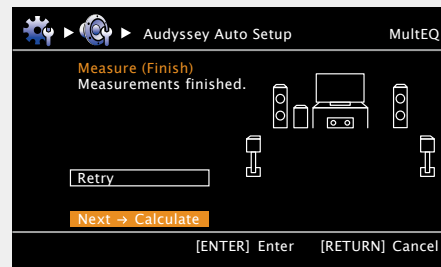 Audyssey Auto Setup MultEQ
Measure (Finish)
Measurements finished.
Retry
Next → Calculate
[ENTER] Enter [RETURN] Cancel